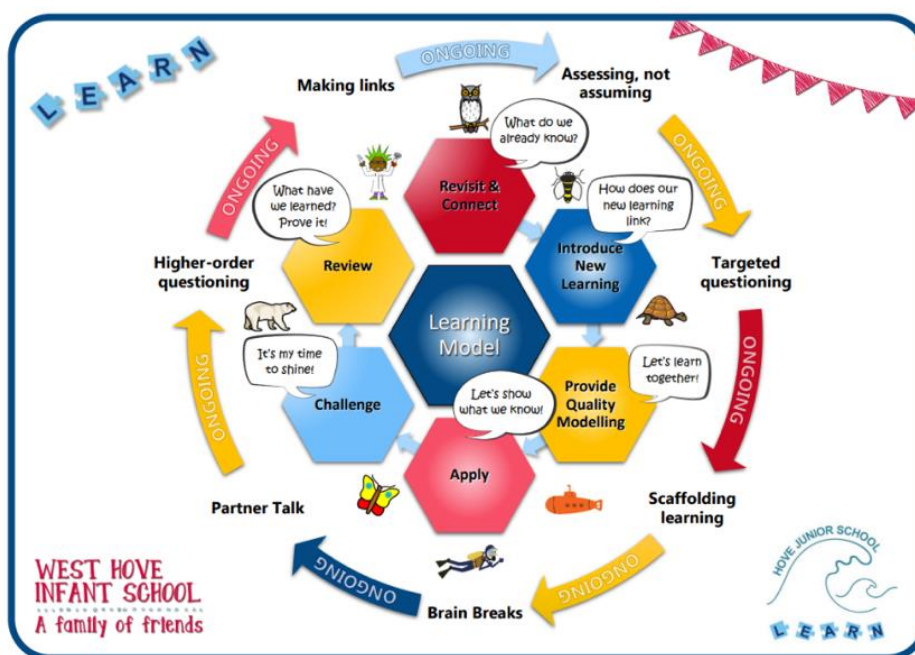 LEARN
ONGOING
Making links
Assessing, not
assuming
What do we
already know?
Revisit &
Connect
ONGOING
ONGOING
What have
we learned?
Prove it!
How does our
new learning
link?
Higher-order
questioning
Review
Introduce
New
Learning
Targeted
questioning
Learning
Model
It's my time
to shine!
Let's learn
together!
ONGOING
ONGOING
Challenge
Let's show
what we know!
Provide
Quality
Modelling
Apply
Partner Talk
Scaffolding
learning
ONGOING
ONGOING
Brain Breaks
WEST HOVE
INFANT SCHOOL
A family of friends
HOVE JUNIOR SCHOOL
LEARN